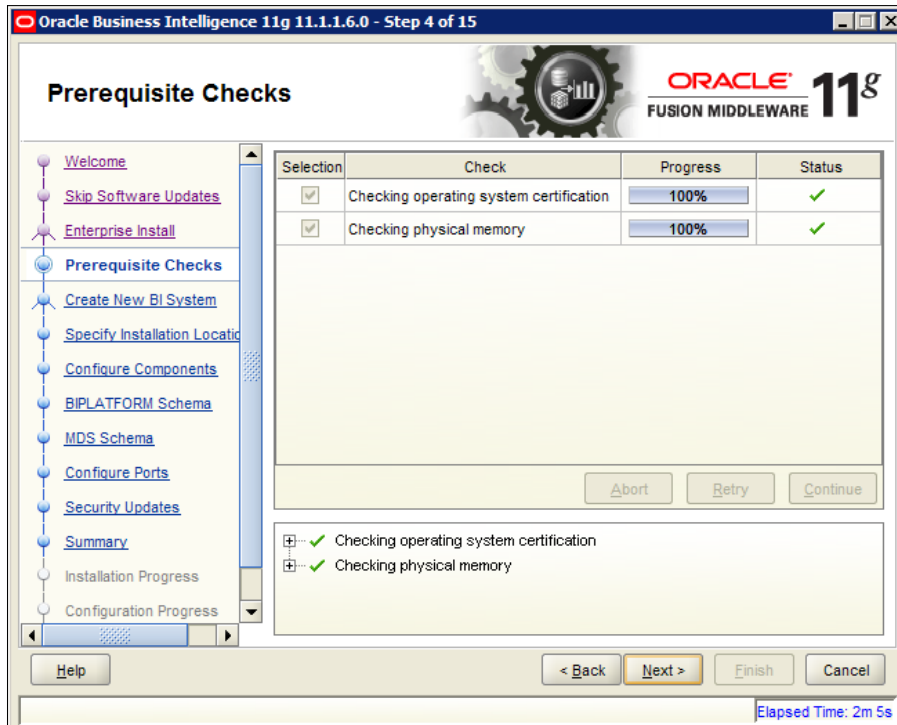 Oracle Business Intelligence 11g 11.1.1.6.0 - Step 4 of 15
Prerequisite Checks
ORACLE
FUSION MIDDLEWARE
11g
Welcome
Skip Software Updates
Enterprise Install
Prerequisite Checks
Create New BI System
Specify Installation Locatic
Configure Components
BIPLATFORM Schema
MDS Schema
Configure Ports
Security Updates
Summary
Installation Progress
Configuration Progress
Selection Check Progress Status
Checking operating system certification 100%
Checking physical memory 100%
Abort Retry Continue
Checking operating system certification
Checking physical memory
Help < Back Next > Finish Cancel
Elapsed Time: 2m 5s